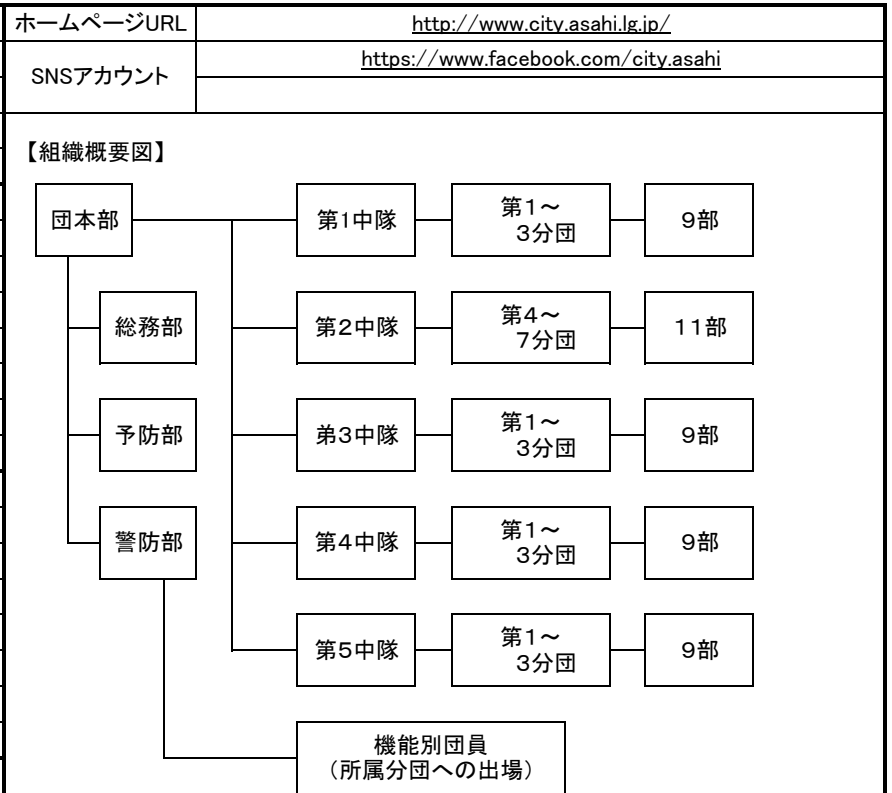 ホームページURL
http://www.city.asahi.lg.jp/
SNSアカウント
https://www.facebook.com/city.asahi
【組織概要図】
団本部
第1中隊
第1～
3分団
9部
総務部
第2中隊
第4～
7分団
11部
予防部
弟3中隊
第1～
3分団
9部
警防部
第4中隊
第1～
3分団
9部
第5中隊
第1～
3分団
9部
機能別団員
（所属分団への出場）